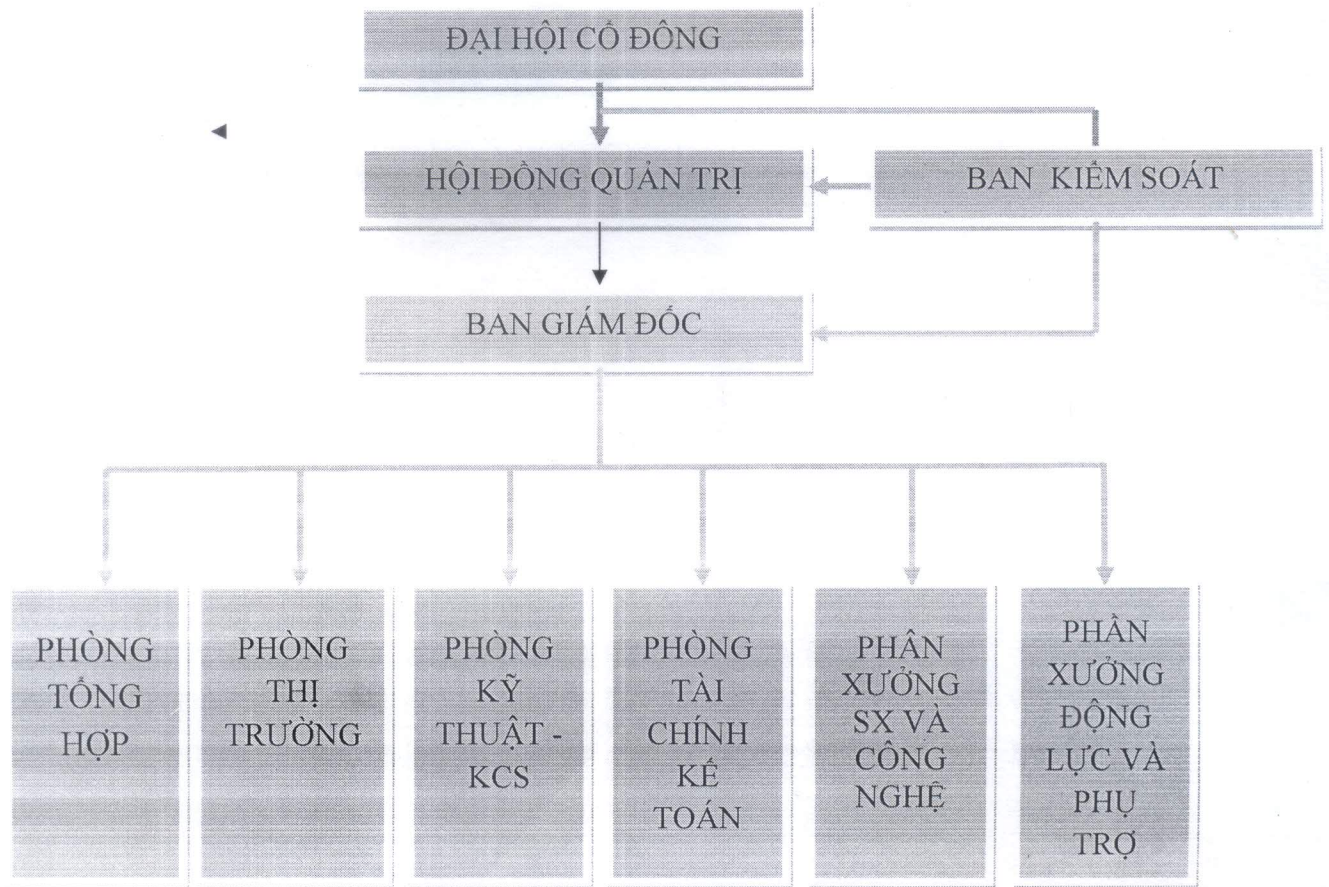 ĐẠI HỘI CỔ ĐÔNG
HỘI ĐỒNG QUẢN TRỊ
BAN KIỂM SOÁT
BAN GIÁM ĐỐC
PHÒNG
TỔNG
HỢP
PHÒNG
THỊ
TRƯỜNG
PHÒNG
KỸ
THUẬT -
KCS
PHÒNG
TÀI
CHÍNH
KẾ
TOÁN
PHÂN
XƯỞNG
SX VÀ
CÔNG
NGHỆ
PHẦN
XƯỞNG
ĐỘNG
LỰC VÀ
PHỤ
TRỢ